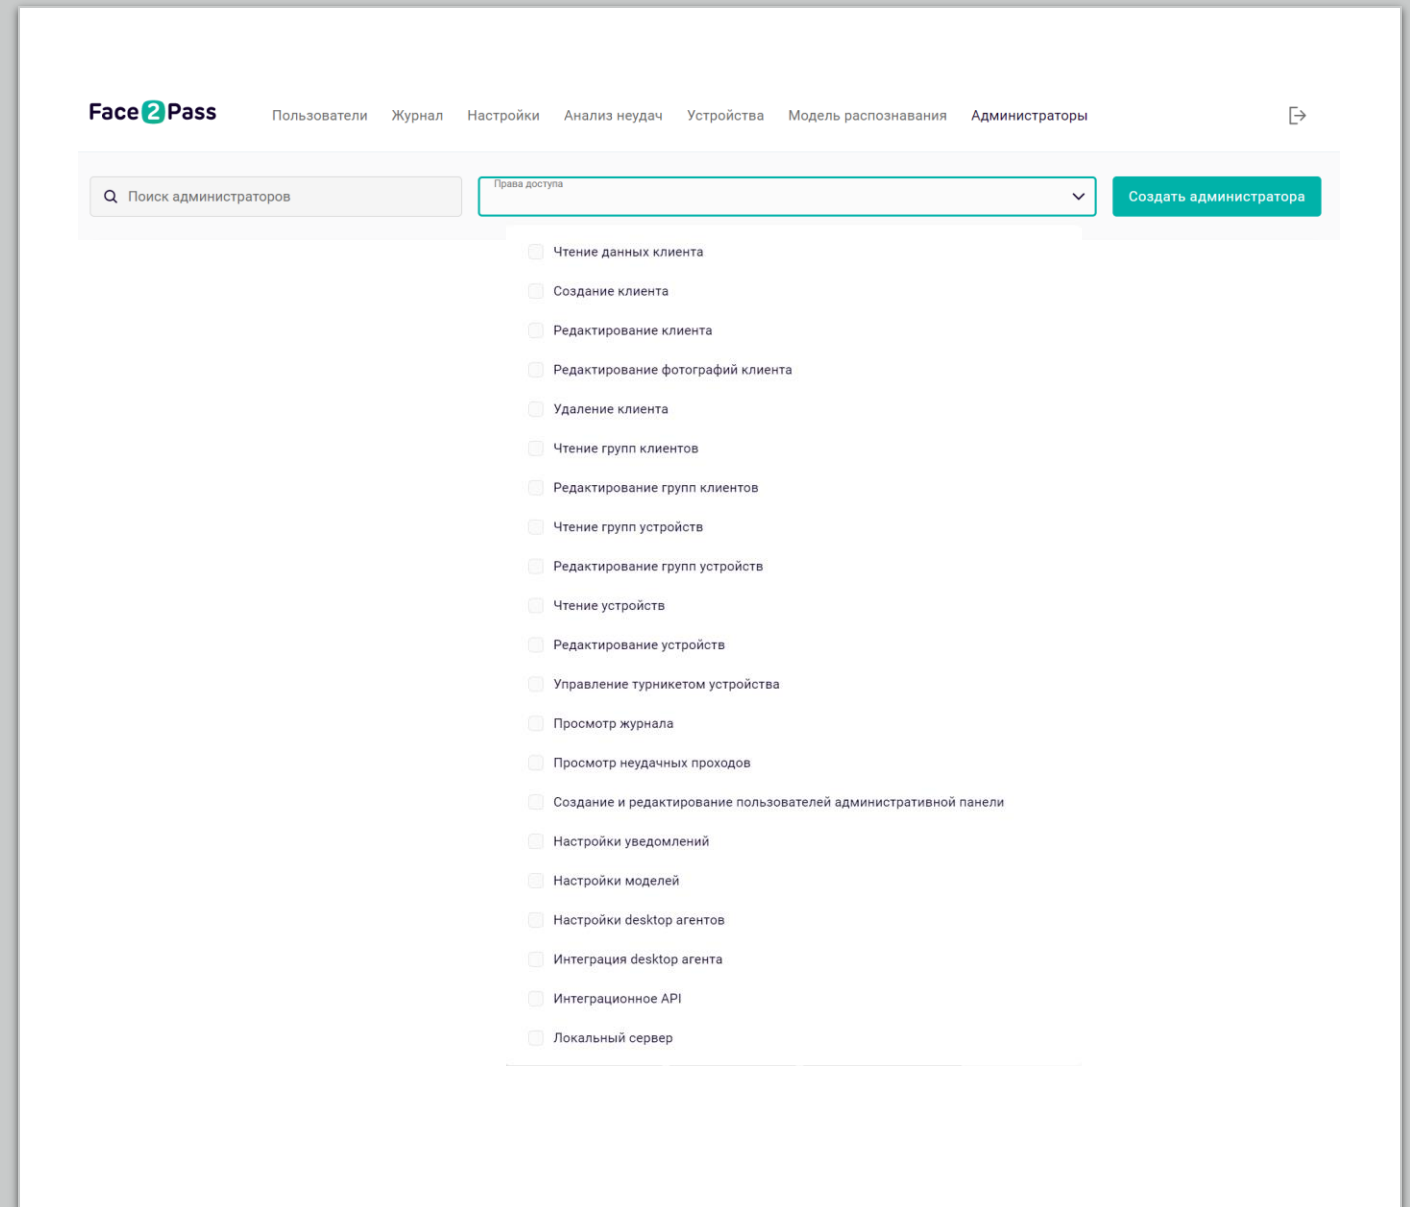 Face2Pass
Пользователи Журнал Настройки Анализ неудач Устройства Модель распознавания Администраторы
Поиск администраторов
Права доступа
Создать администратора
Чтение данных клиента
Создание клиента
Редактирование клиента
Редактирование фотографий клиента
Удаление клиента
Чтение групп клиентов
Редактирование групп клиентов
Чтение групп устройств
Редактирование групп устройств
Чтение устройств
Редактирование устройств
Управление турникетом устройства
Просмотр журнала
Просмотр неудачных проходов
Создание и редактирование пользователей административной панели
Настройки уведомлений
Настройки моделей
Настройки desktop агентов
Интеграция desktop агента
Интеграционное API
Локальный сервер